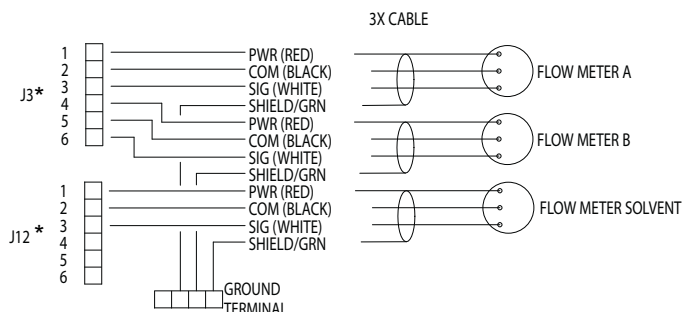 3X CABLE
J3*
1
2
3
4
5
6
PWR (RED)
COM (BLACK)
SIG (WHITE)
SHIELD/GRN
PWR (RED)
COM (BLACK)
SIG (WHITE)
SHIELD/GRN
FLOW METER A
FLOW METER B
J12*
1
2
3
4
5
6
PWR (RED)
COM (BLACK)
SIG (WHITE)
SHIELD/GRN
FLOW METER SOLVENT
GROUND
TERMINAL